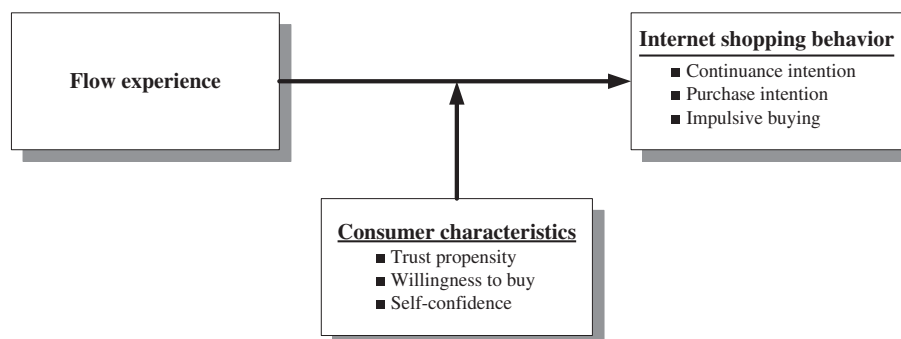 Flow experience
Internet shopping behavior
■ Continuance intention
■ Purchase intention
■ Impulsive buying
Consumer characteristics
■ Trust propensity
■ Willingness to buy
■ Self-confidence